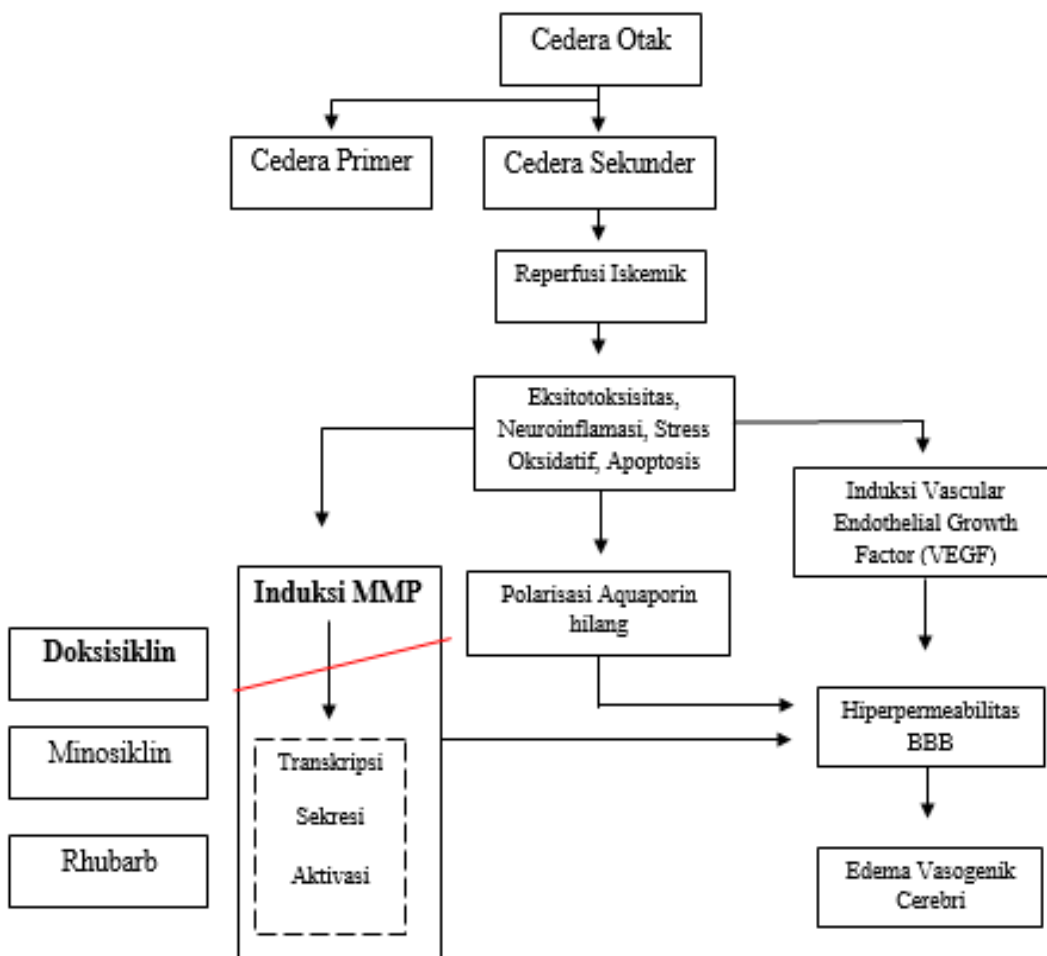 Cedera Otak
Cedera Primer
Cedera Sekunder
Reperfusi Iskemik
Eksitotoksisitas,
Neuroinflamasi, Stress
Oksidatif, Apoptosis
Induksi Vascular
Endothelial Growth
Factor (VEGF)
Induksi MMP
Polarisasi Aquaporin
hilang
Doksisiklin
Minosiklin
Rhubarb
Transkripsi
Sekresi
Aktivasi
Hiperpermeabilitas
BBB
Edema Vasogenik
Cerebri